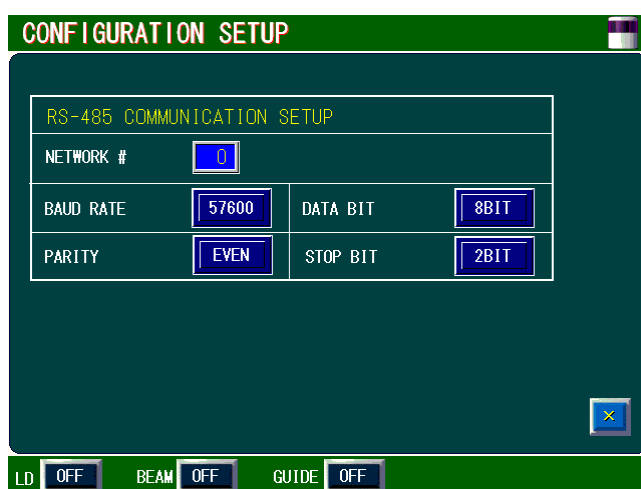 CONFIGURATION SETUP
RS-485 COMMUNICATION SETUP
NETWORK # 0
BAUD RATE 57600 DATA BIT 8BIT
PARITY EVEN STOP BIT 2BIT
×
LD OFF BEAM OFF GUIDE OFF